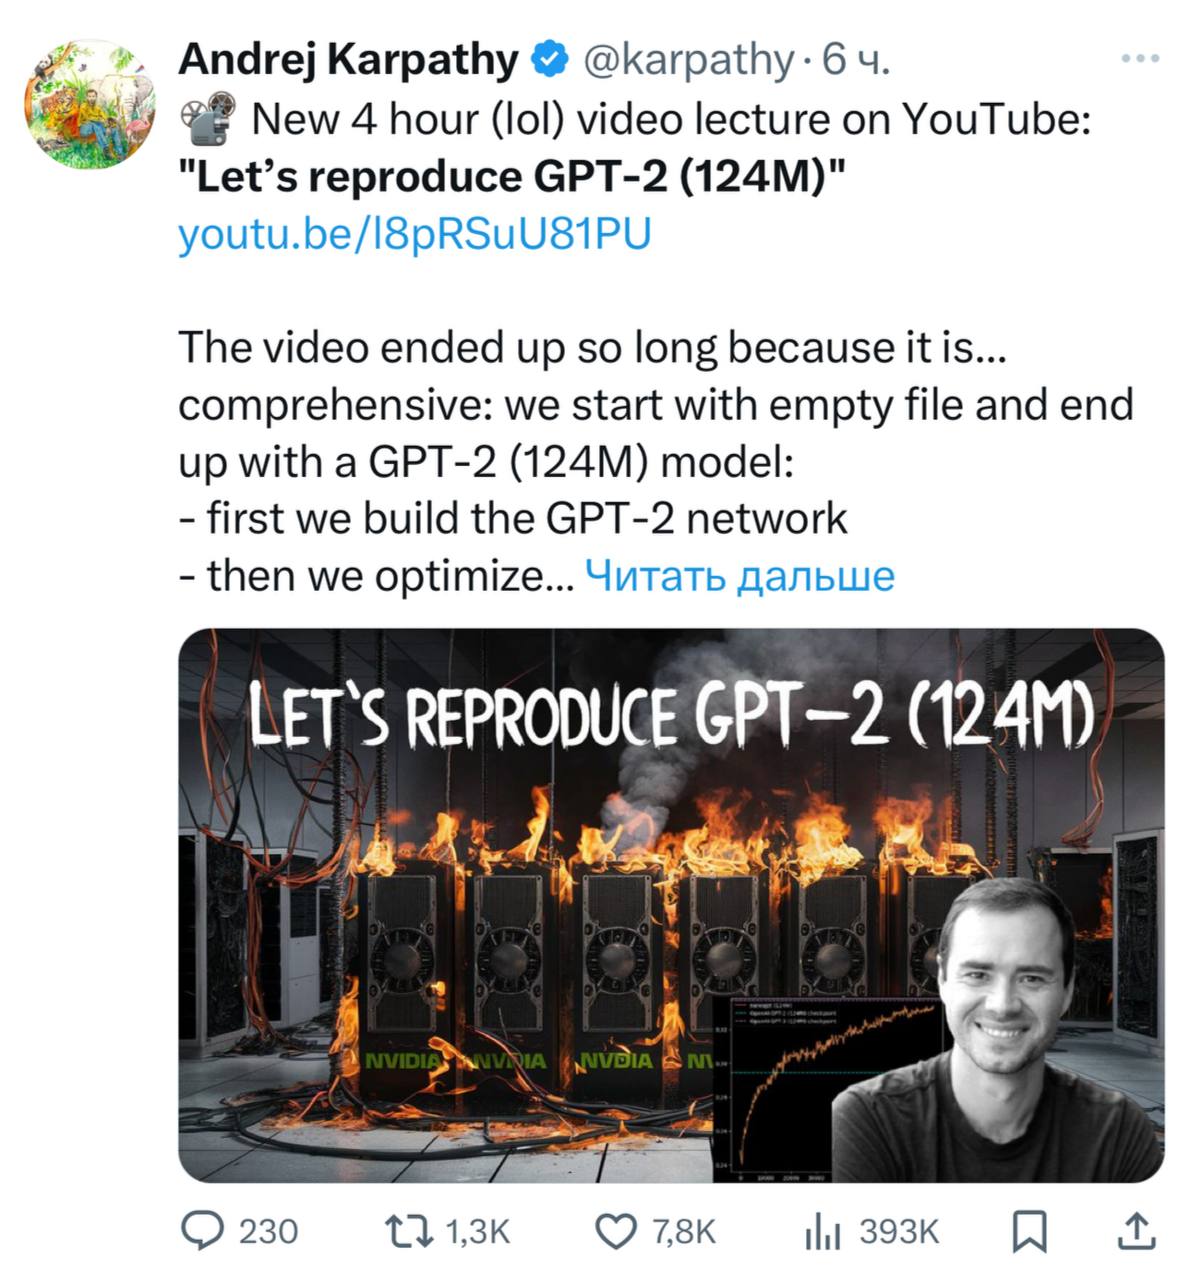 Andrej Karpathy @karpathy · 6 ч.
New 4 hour (lol) video lecture on YouTube:
"Let’s reproduce GPT-2 (124M)"
youtu.be/l8pRSuU81PU
The video ended up so long because it is...
comprehensive: we start with empty file and end
up with a GPT-2 (124M) model:
- first we build the GPT-2 network
- then we optimize... Читать дальше
LET'S REPRODUCE GPT-2 (124M)
NVIDIA NVIDIA NVDIA NV
230 1,3K 7,8K 393K